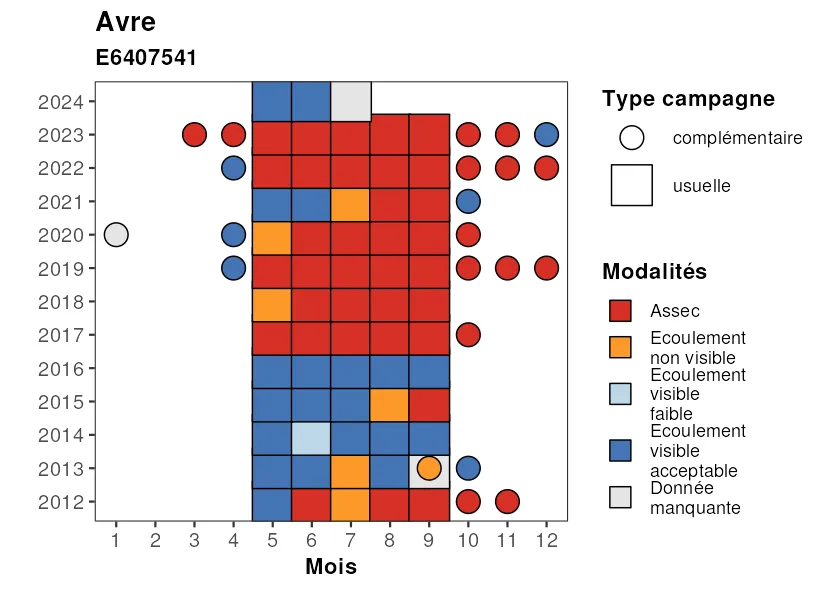 Avre
E6407541
2024
2023
2022
2021
2020
2019
2018
2017
2016
2015
2014
2013
2012
1 2 3 4 5 6 7 8 9 10 11 12
Mois
Type campagne
complémentaire
usuelle
Modalités
Assec
Ecoulement
non visible
Ecoulement
visible
faible
Ecoulement
visible
acceptable
Donnée
manquante